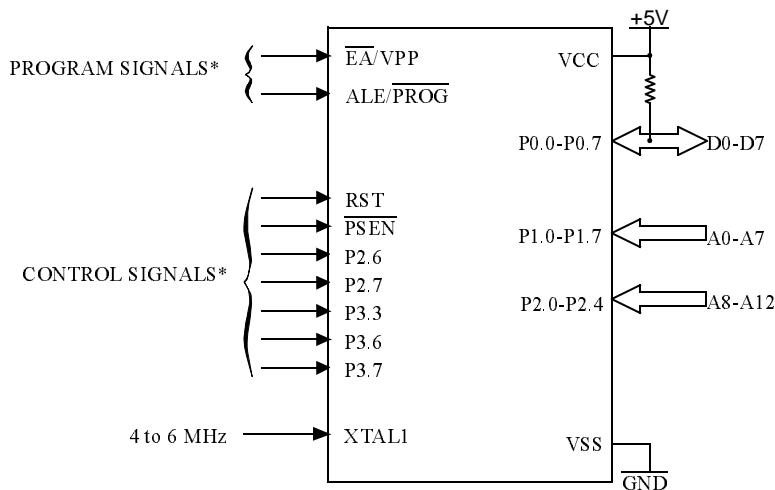 +5V
PROGRAM SIGNALS*
EA/VPP
VCC
ALE/PROG
P0.0-P0.7
D0-D7
RST
PSEN
P1.0-P1.7
A0-A7
P2.6
CONTROL SIGNALS*
P2.7
P2.0-P2.4
A8-A12
P3.3
P3.6
P3.7
4 to 6 MHz
XTAL1
VSS
GND